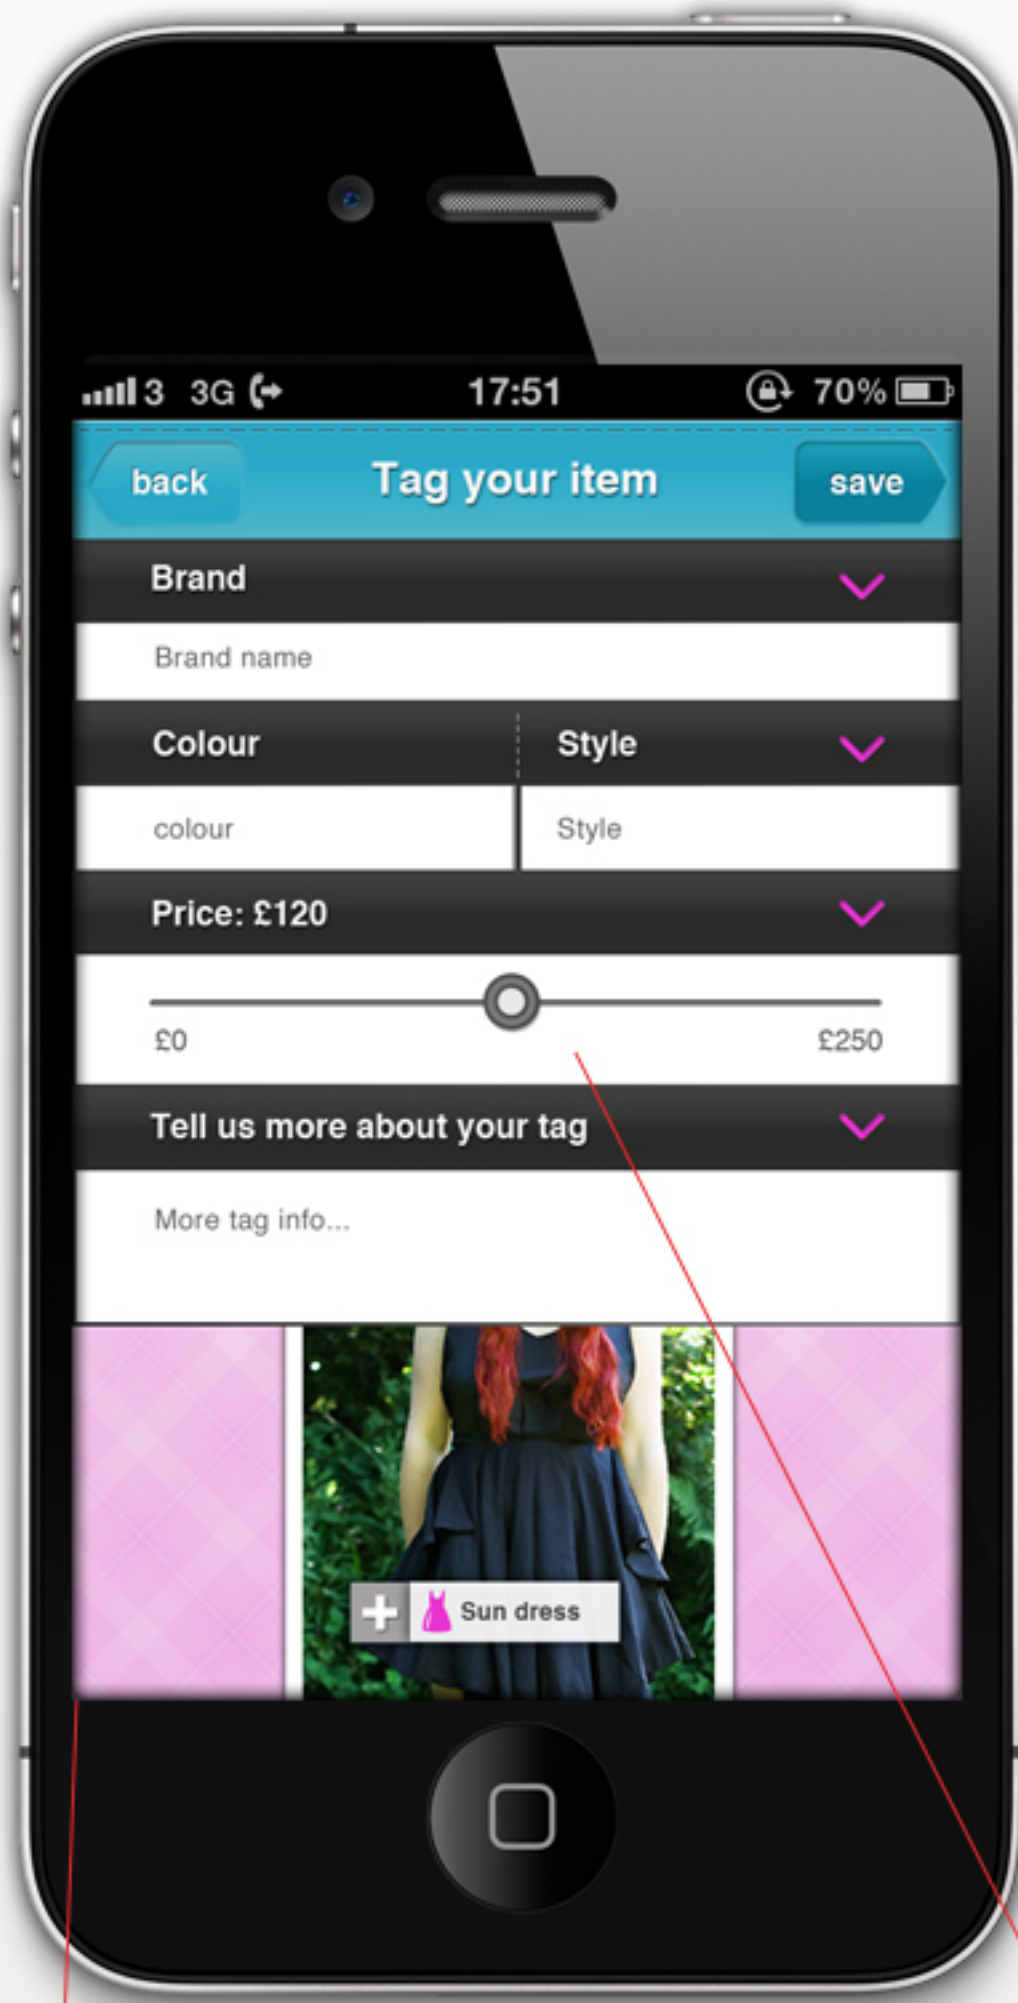 3 3G 17:51 70%
back Tag your item save
Brand
Brand name
Colour Style
colour Style
Price: £120
£0 £250
Tell us more about your tag
More tag info...
Sun dress